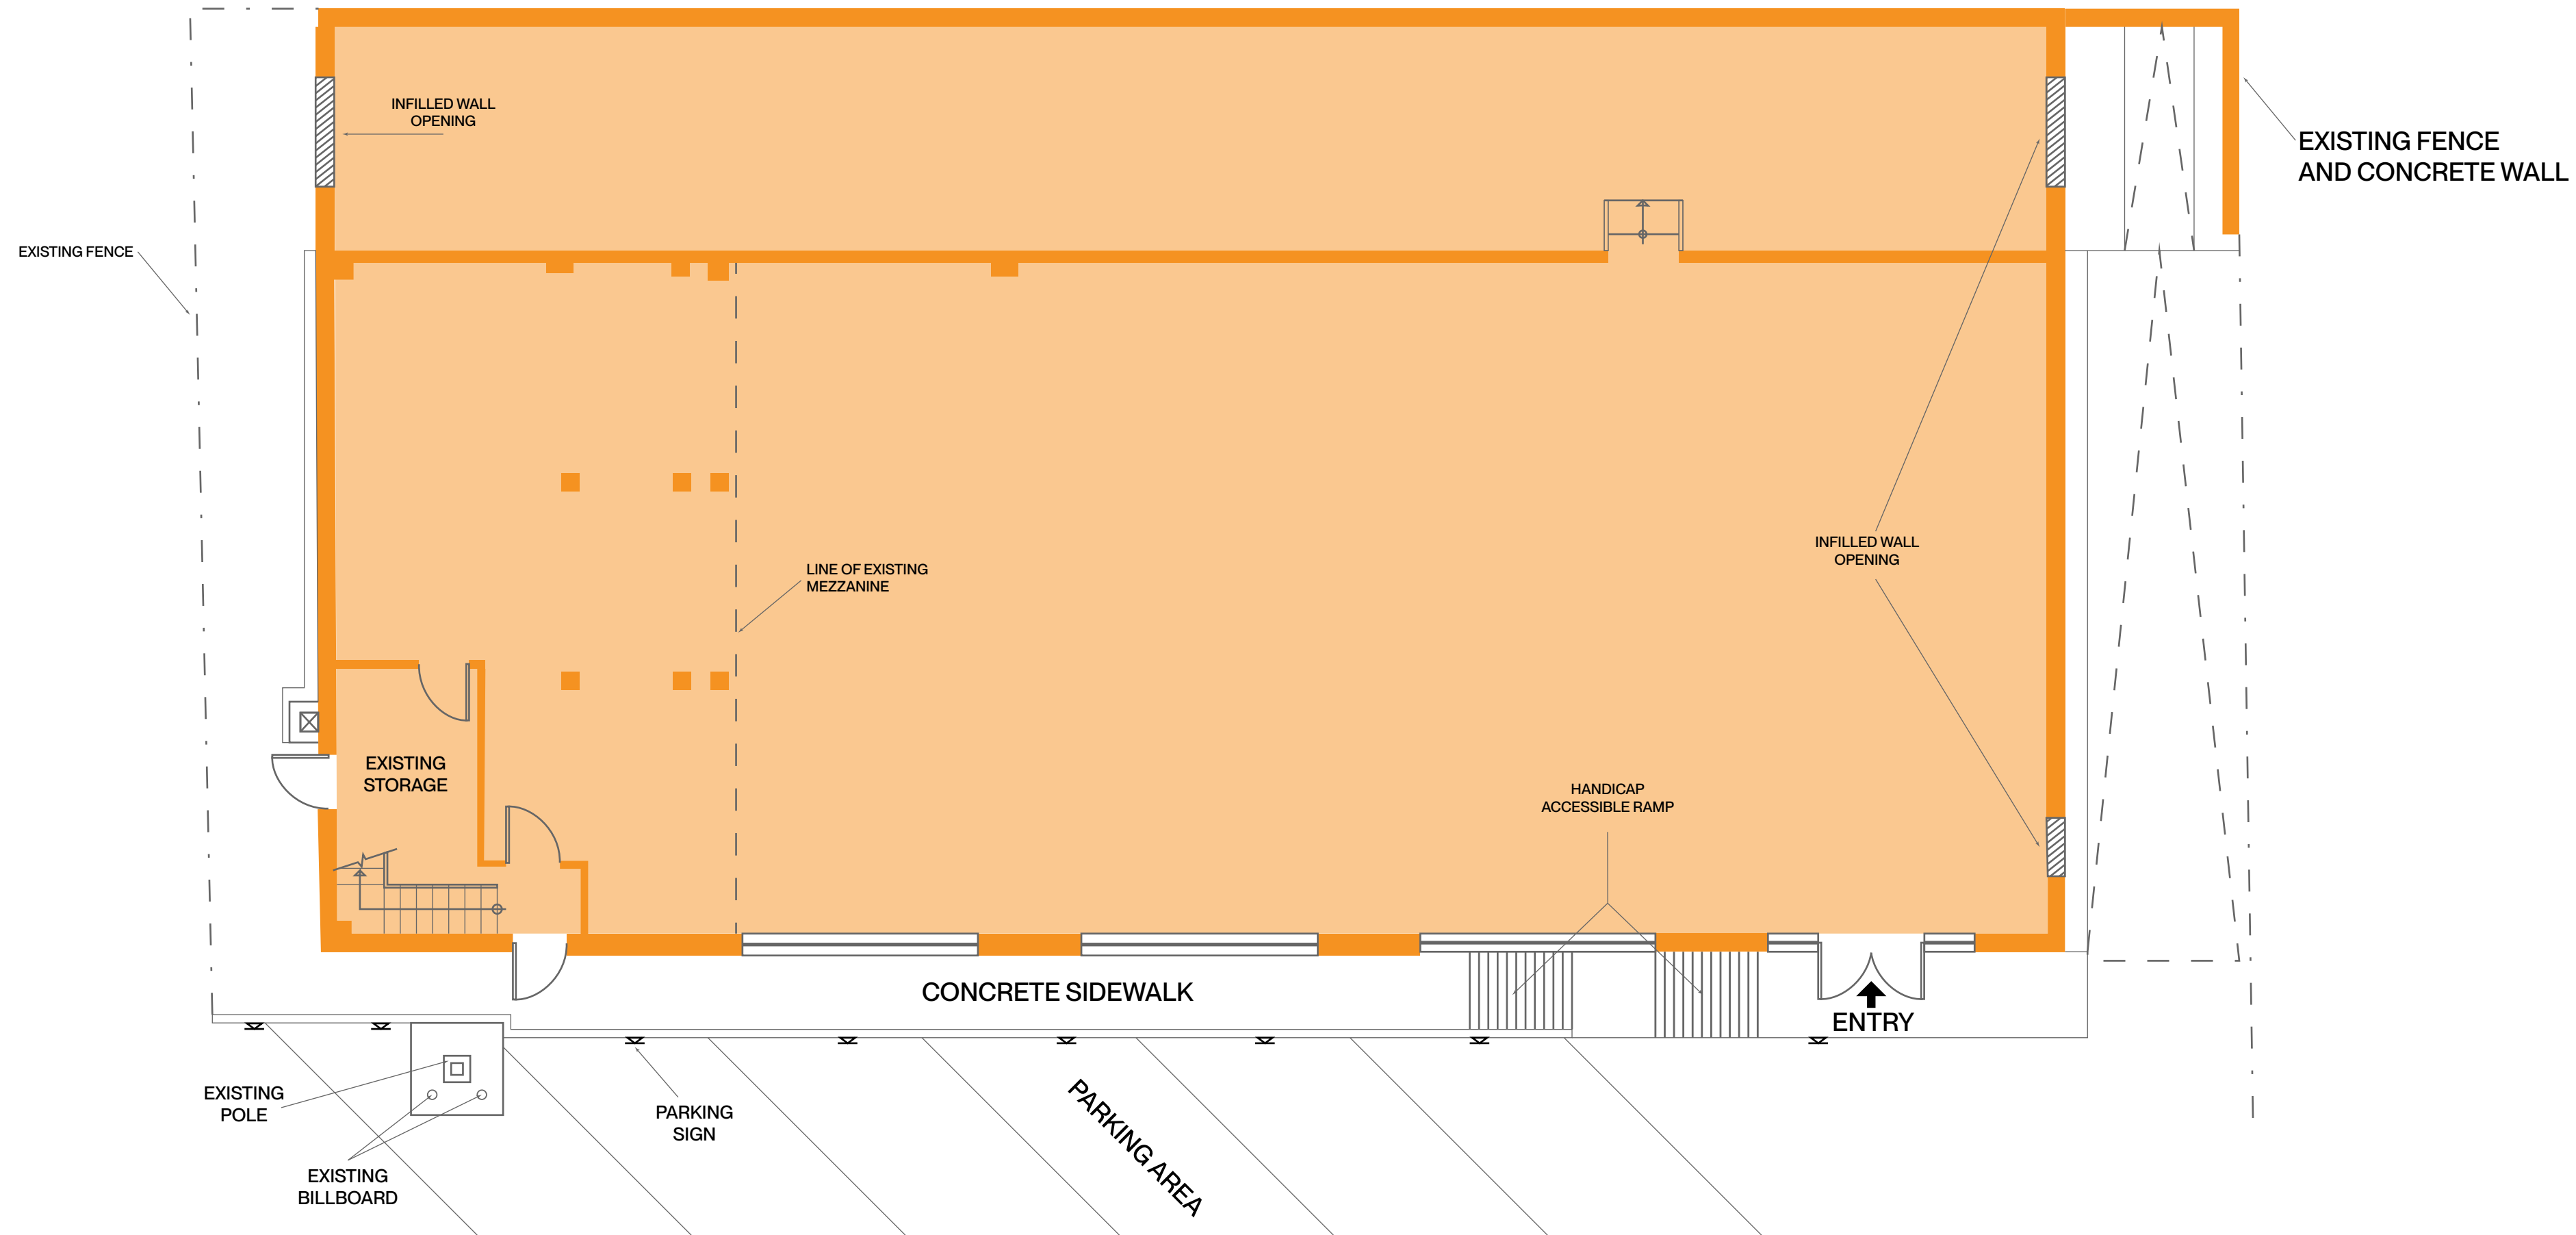 INFILLED WALL
OPENING
EXISTING FENCE
AND CONCRETE WALL
EXISTING FENCE
INFILLED WALL
OPENING
LINE OF EXISTING
MEZZANINE
EXISTING
STORAGE
HANDICAP
ACCESSIBLE RAMP
CONCRETE SIDEWALK
ENTRY
EXISTING
POLE
PARKING
SIGN
PARKING AREA
EXISTING
BILLBOARD